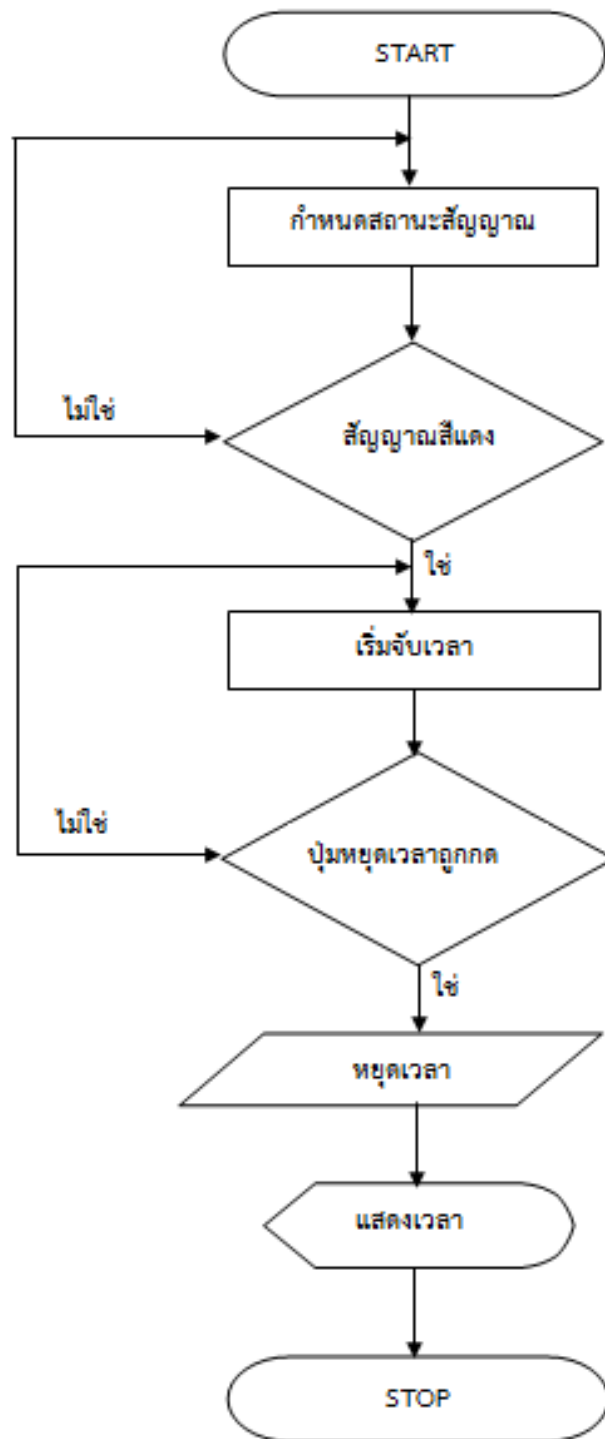 START
กำหนดสถานะสัญญาณ
ไม่ใช่
สัญญาณสีแดง
ใช่
เริ่มจับเวลา
ไม่ใช่
ปุ่มหยุดเวลาถูกกด
ใช่
หยุดเวลา
แสดงเวลา
STOP